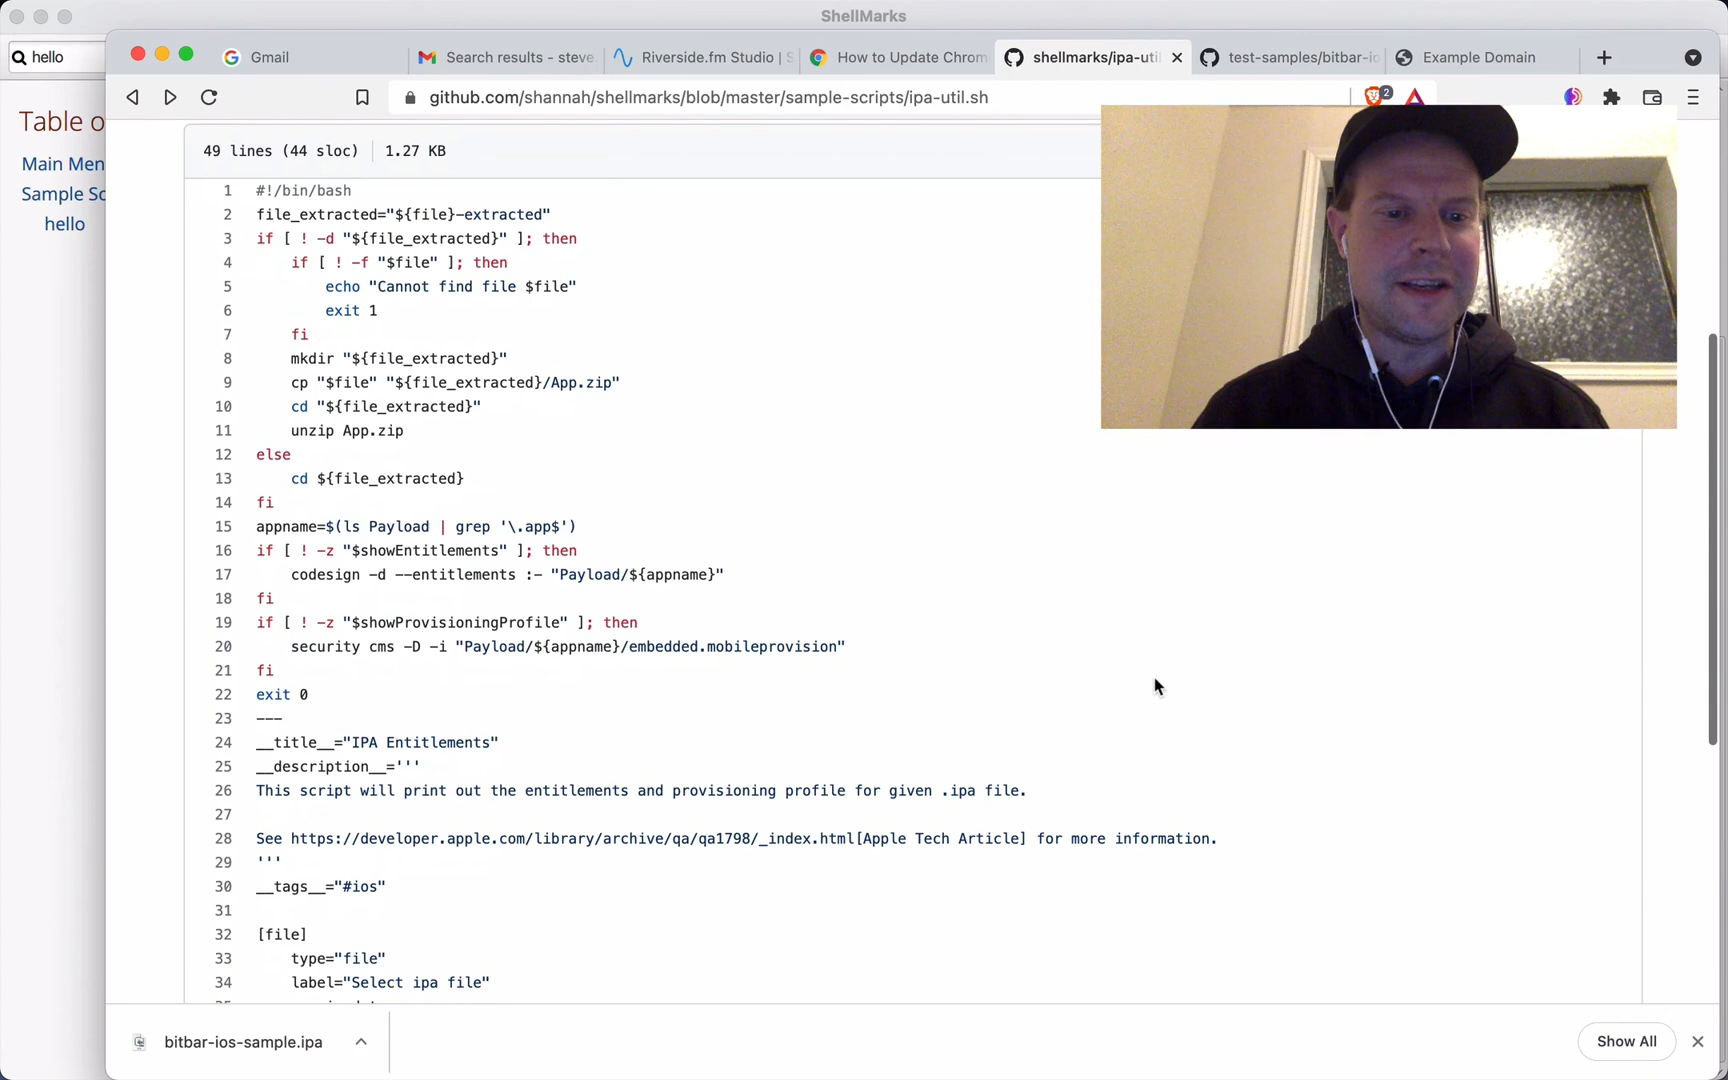 ShellMarks
hello
Gmail
Search results - steve.
Riverside.fm Studio | S
How to Update Chrom
shellmarks/ipa-util
test-samples/bitbar-io
Example Domain
github.com/shannah/shellmarks/blob/master/sample-scripts/ipa-util.sh
2
Table o
Main Men
Sample Sc
hello
49 lines (44 sloc) 1.27 KB
1 #!/bin/bash
2 file_extracted="${file}-extracted"
3 if [ ! -d "${file_extracted}" ]; then
4 if [ ! -f "$file" ]; then
5 echo "Cannot find file $file"
6 exit 1
7 fi
8 mkdir "${file_extracted}"
9 cp "$file" "${file_extracted}/App.zip"
10 cd "${file_extracted}"
11 unzip App.zip
12 else
13 cd ${file_extracted}
14 fi
15 appname=$(ls Payload | grep '\.app$')
16 if [ ! -z "$showEntitlements" ]; then
17 codesign -d --entitlements :- "Payload/${appname}"
18 fi
19 if [ ! -z "$showProvisioningProfile" ]; then
20 security cms -D -i "Payload/${appname}/embedded.mobileprovision"
21 fi
22 exit 0
23 ---
24 __title__="IPA Entitlements"
25 __description__='''
26 This script will print out the entitlements and provisioning profile for given .ipa file.
27
28 See https://developer.apple.com/library/archive/qa/qa1798/_index.html[Apple Tech Article] for more information.
29 '''
30 __tags__="#ios"
31
32 [file]
33 type="file"
34 label="Select ipa file"
bitbar-ios-sample.ipa
Show All